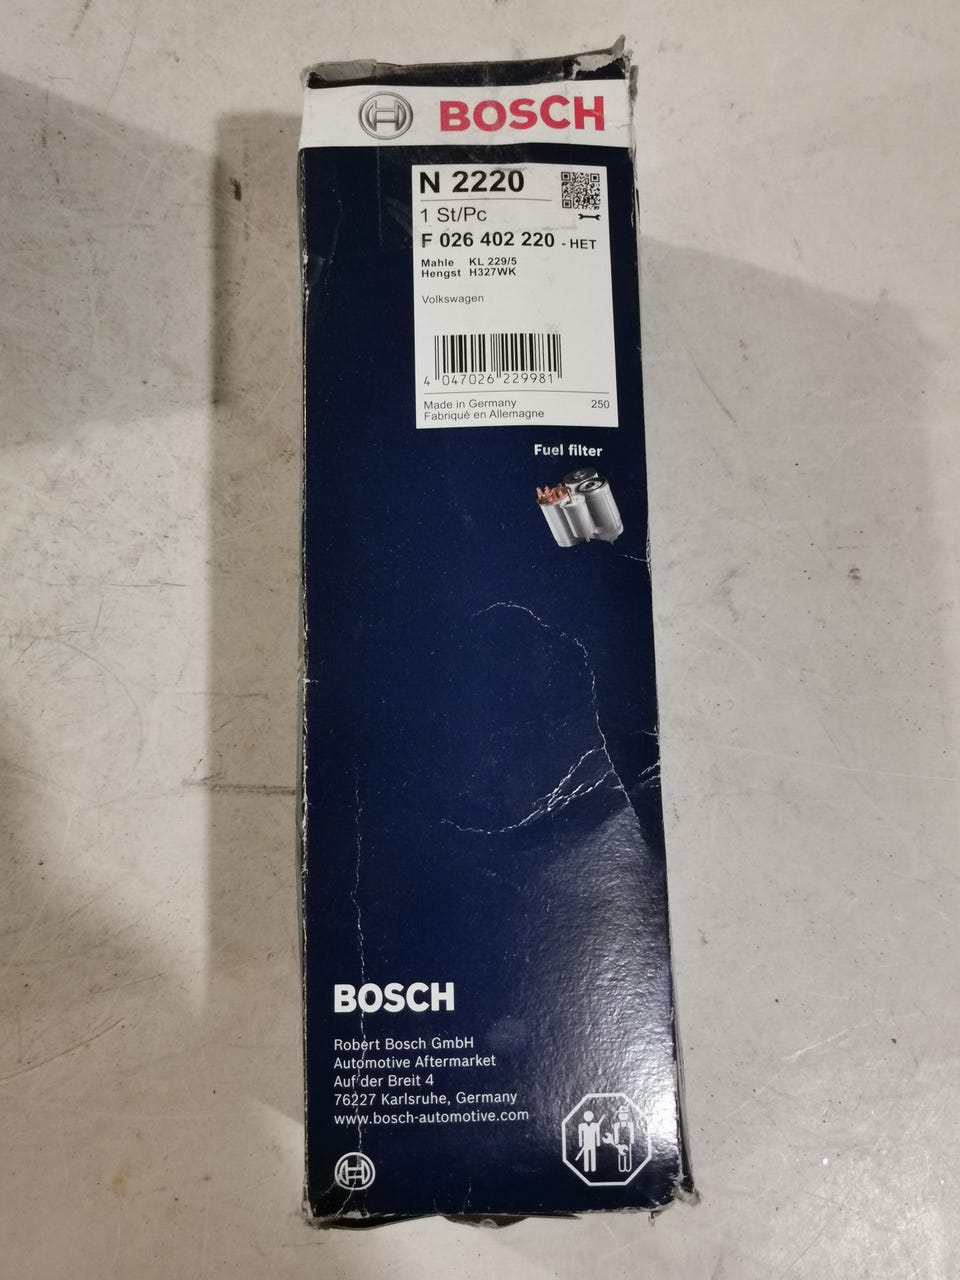 BOSCH
N 2220
1 St/Pc
F 026 402 220 - HET
Mahle KL 229/5
Hengst H327WK
Volkswagen
4 047026 229981
Made in Germany 250
Fabriqué en Allemagne
Fuel filter
BOSCH
Robert Bosch GmbH
Automotive Aftermarket
Auf der Breit 4
76227 Karlsruhe, Germany
www.bosch-automotive.com